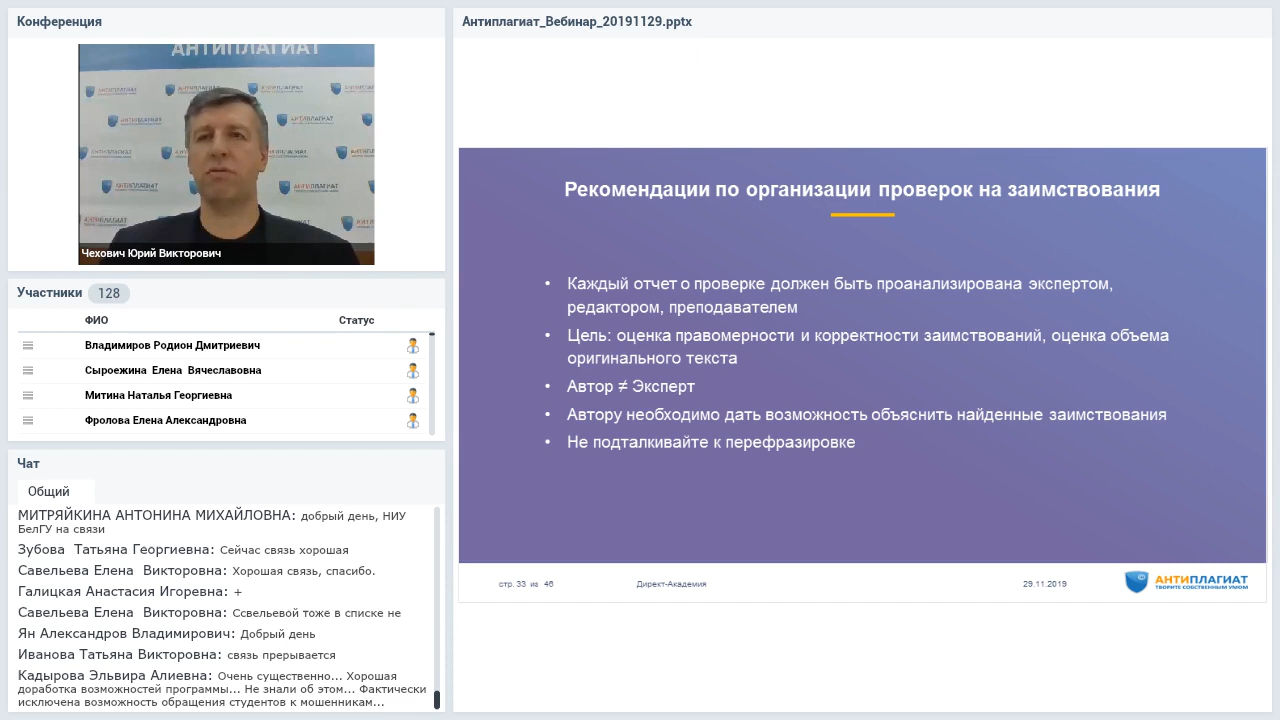 Конференция
АНТИПЛАГИАТ
Чехович Юрий Викторович
Участники 128
ФИО Статус
Владимиров Родион Дмитриевич
Сыроежина Елена Вячеславовна
Митина Наталья Георгиевна
Фролова Елена Александровна
Чат
Общий
МИТРЯЙКИНА АНТОНИНА МИХАЙЛОВНА: добрый день, НИУ
БелГУ на связи
Зубова Татьяна Георгиевна: Сейчас связь хорошая
Савельева Елена Викторовна: Хорошая связь, спасибо.
Галицкая Анастасия Игоревна: +
Савельева Елена Викторовна: Ссвельевой тоже в списке не
Ян Александров Владимирович: Добрый день
Иванова Татьяна Викторовна: связь прерывается
Кадырова Эльвира Алиевна: Очень существенно... Хорошая
доработка возможностей программы... Не знали об этом... Фактически
исключена возможность обращения студентов к мошенникам...
Антиплагиат_Вебинар_20191129.pptx
Рекомендации по организации проверок на заимствования
• Каждый отчет о проверке должен быть проанализирована экспертом,
редактором, преподавателем
• Цель: оценка правомерности и корректности заимствований, оценка объема
оригинального текста
• Автор ≠ Эксперт
• Автору необходимо дать возможность объяснить найденные заимствования
• Не подталкивайте к перефразировке
стр. 33 из 46 Директ-Академия 29.11.2019
АНТИПЛАГИАТ
ТВОРИТЕ СОБСТВЕННЫМ УМОМ